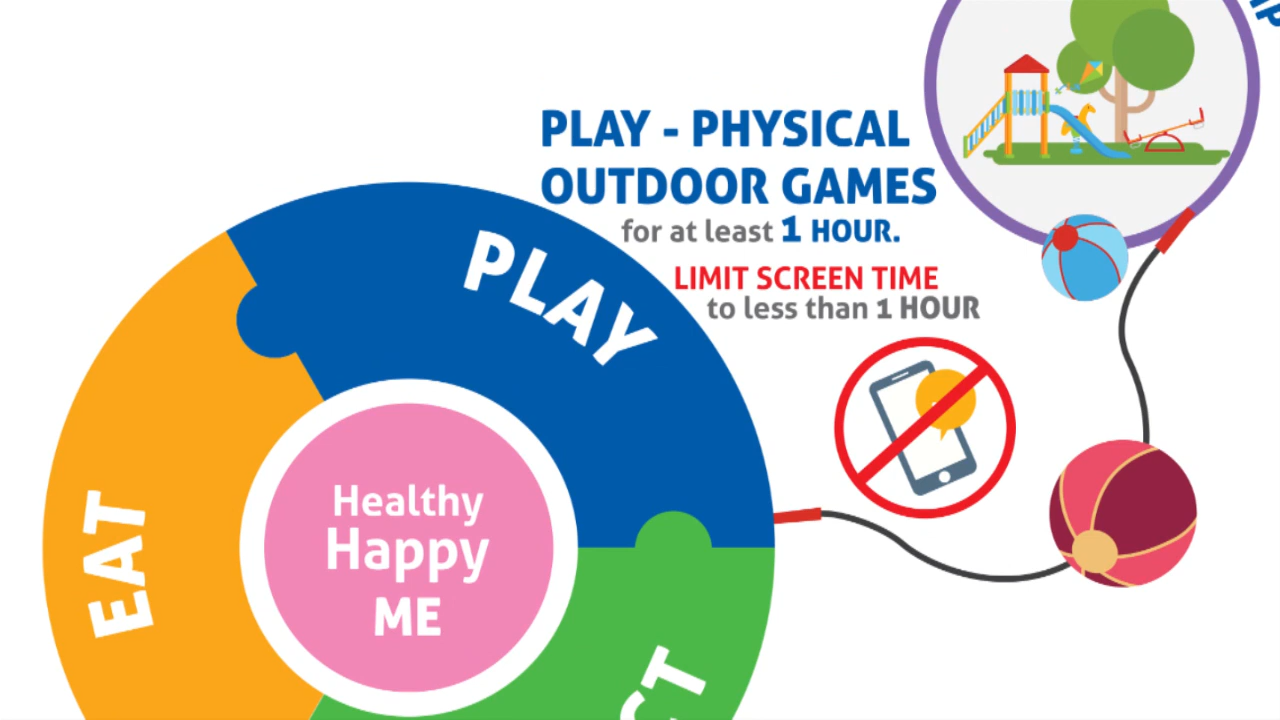 PLAY - PHYSICAL
OUTDOOR GAMES
for at least 1 HOUR.
LIMIT SCREEN TIME
to less than 1 HOUR
PLAY
EAT
Healthy
Happy
ME